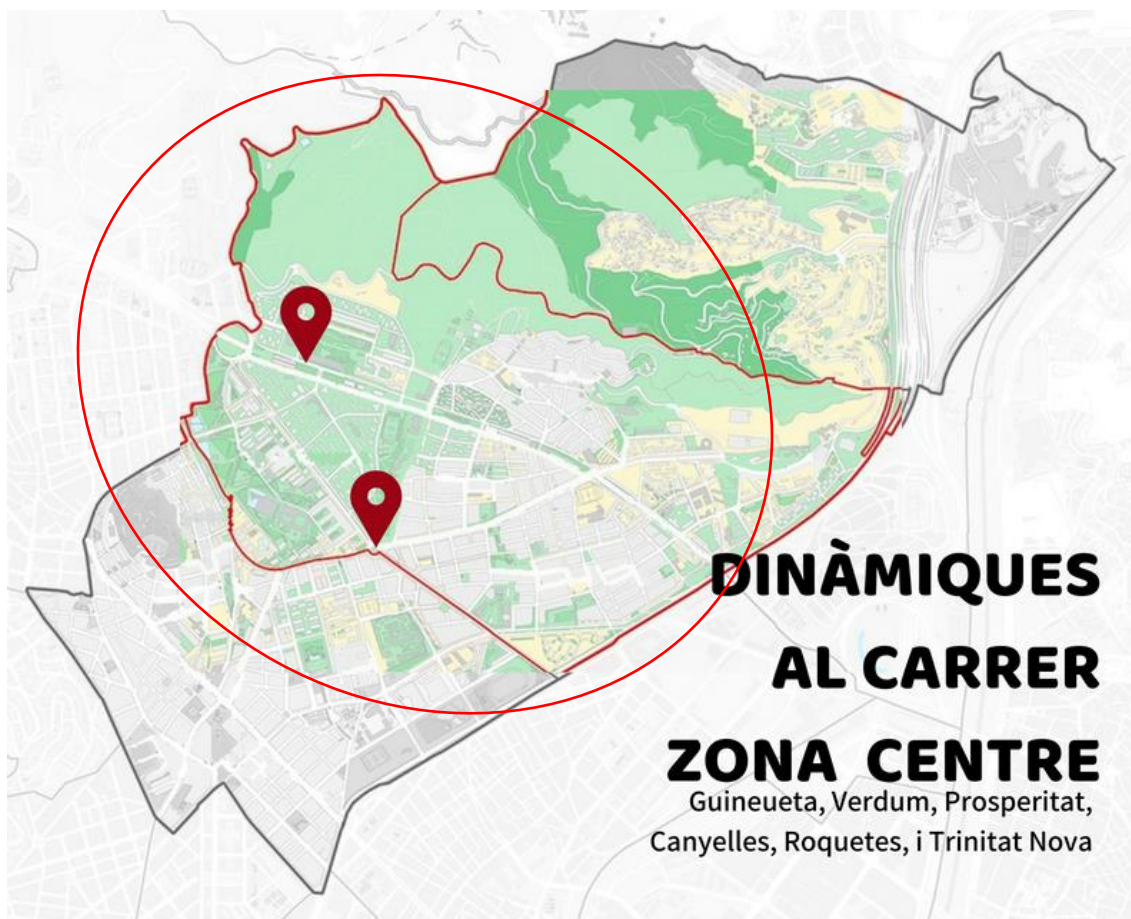 DINÀMIQUES
AL CARRER
ZONA CENTRE
Guineueta, Verdum, Prosperitat,
Canyelles, Roquetes, i Trinitat Nova